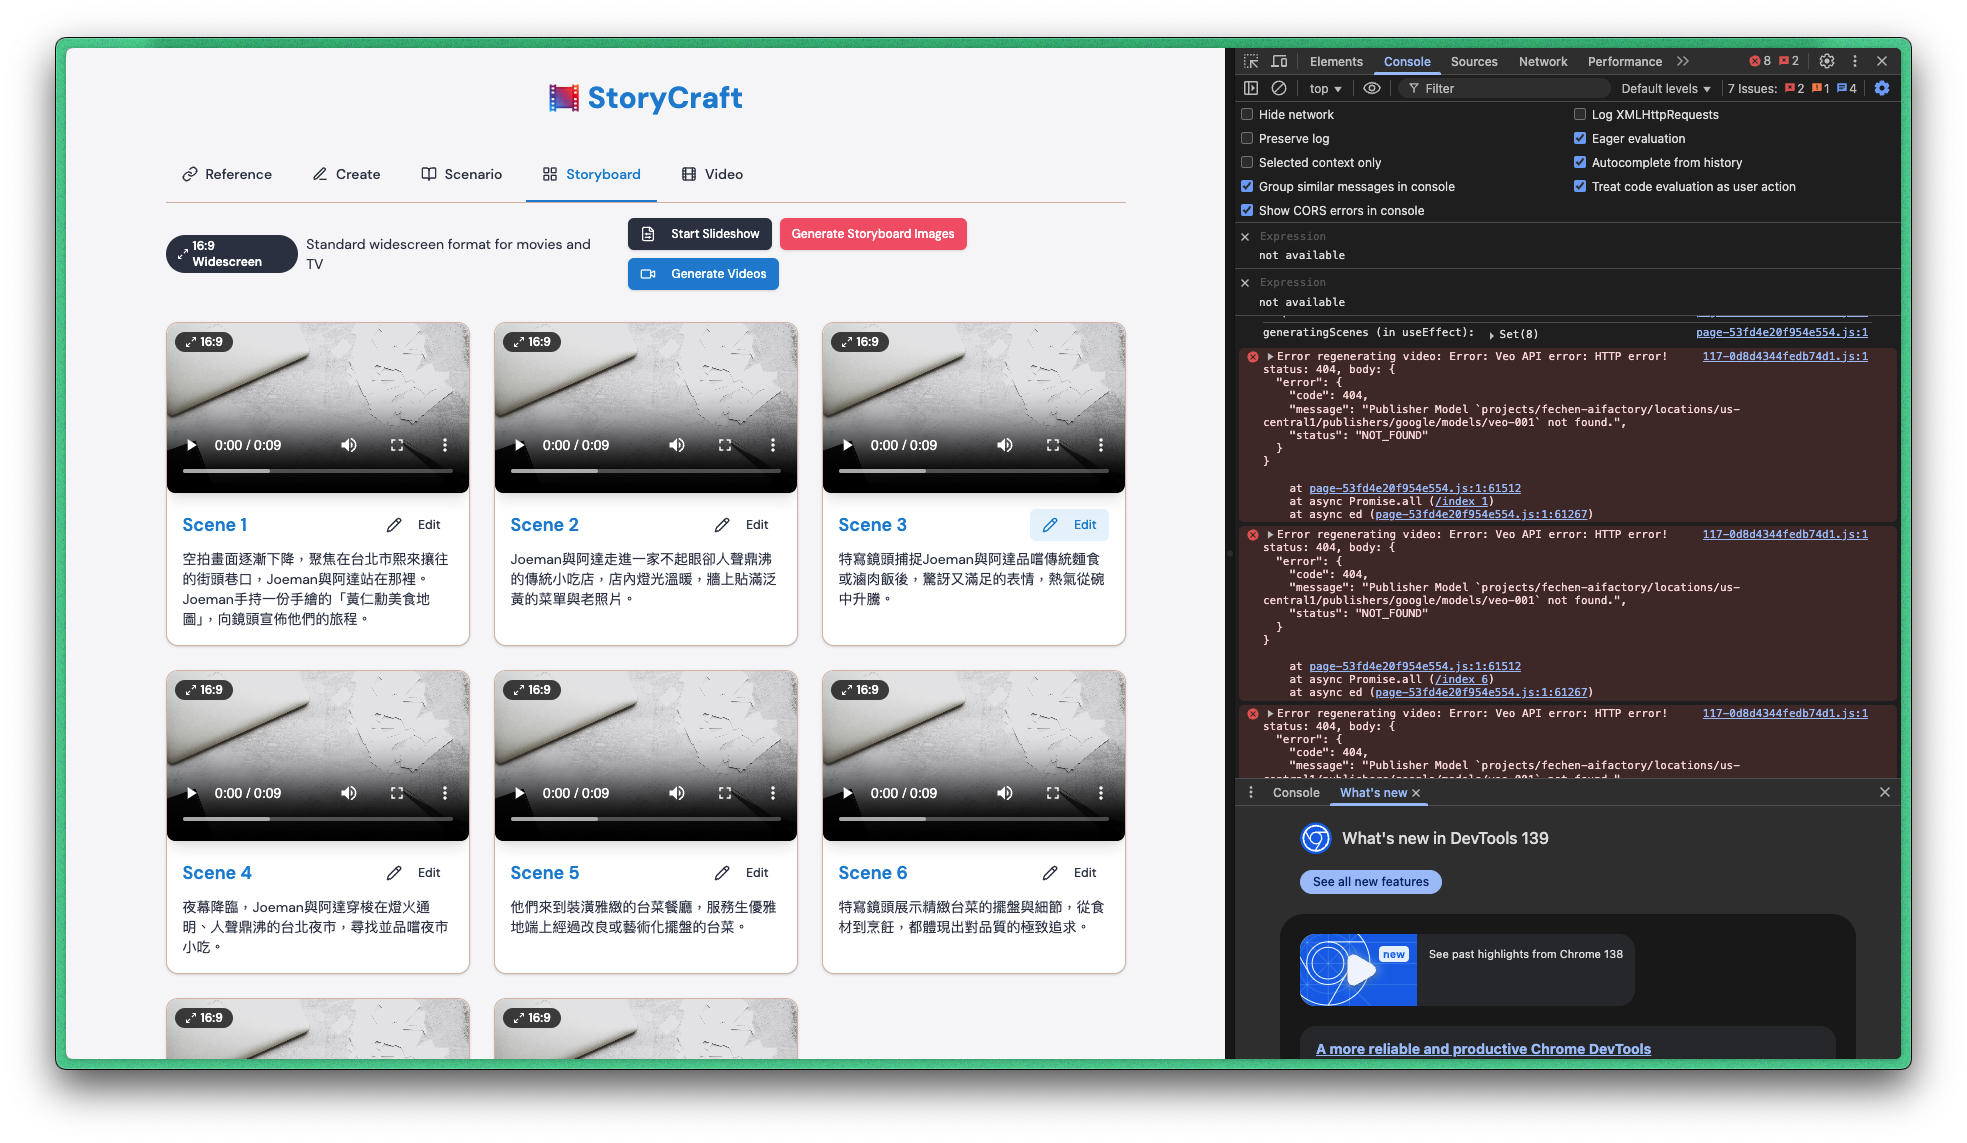 StoryCraft
Reference
Create
Scenario
Storyboard
Video
16:9
Widescreen
Standard widescreen format for movies and
TV
Start Slideshow
Generate Storyboard Images
Generate Videos
16:9
0:00 / 0:09
Scene 1
Edit
空拍畫面逐漸下降，聚焦在台北市熙來攘往
的街頭巷口，Joeman與阿達站在那裡。
Joeman手持一份手繪的「黃仁勳美食地
圖」，向鏡頭宣佈他們的旅程。
16:9
0:00 / 0:09
Scene 2
Edit
Joeman與阿達走進一家不起眼卻人聲鼎沸
的傳統小吃店，店內燈光溫暖，牆上貼滿泛
黃的菜單與老照片。
16:9
0:00 / 0:09
Scene 3
Edit
特寫鏡頭捕捉Joeman與阿達品嚐傳統麵食
或滷肉飯後，驚訝又滿足的表情，熱氣從碗
中升騰。
16:9
0:00 / 0:09
Scene 4
Edit
夜幕降臨，Joeman與阿達穿梭在燈火通
明、人聲鼎沸的台北夜市，尋找並品嚐夜市
小吃。
16:9
0:00 / 0:09
Scene 5
Edit
他們來到裝潢雅緻的台菜餐廳，服務生優雅
地端上經過改良或藝術化擺盤的台菜。
16:9
0:00 / 0:09
Scene 6
Edit
特寫鏡頭展示精緻台菜的擺盤與細節，從食
材到烹飪，都體現出對品質的極致追求。
16:9
16:9
Elements
Console
Sources
Network
Performance
8
2
top
Filter
Default levels
7 Issues:
2
1
4
Hide network
Log XMLHttpRequests
Preserve log
Eager evaluation
Selected context only
Autocomplete from history
Group similar messages in console
Treat code evaluation as user action
Show CORS errors in console
Expression
not available
Expression
not available
generatingScenes (in useEffect): Set(8) page-53fd4e20f954e554.js:1
Error regenerating video: Error: Veo API error: HTTP error! 117-0d8d4344fedb74d1.js:1
status: 404, body: {
"error": {
"code": 404,
"message": "Publisher Model `projects/fechen-aifactory/locations/us-
central1/publishers/google/models/veo-001` not found.",
"status": "NOT_FOUND"
}
}
at page-53fd4e20f954e554.js:1:61512
at async Promise.all (/index 1)
at async ed (page-53fd4e20f954e554.js:1:61267)
Error regenerating video: Error: Veo API error: HTTP error! 117-0d8d4344fedb74d1.js:1
status: 404, body: {
"error": {
"code": 404,
"message": "Publisher Model `projects/fechen-aifactory/locations/us-
central1/publishers/google/models/veo-001` not found.",
"status": "NOT_FOUND"
}
}
at page-53fd4e20f954e554.js:1:61512
at async Promise.all (/index 6)
at async ed (page-53fd4e20f954e554.js:1:61267)
Error regenerating video: Error: Veo API error: HTTP error! 117-0d8d4344fedb74d1.js:1
status: 404, body: {
"error": {
"code": 404,
"message": "Publisher Model `projects/fechen-aifactory/locations/us-
Console
What's new
What's new in DevTools 139
See all new features
new
See past highlights from Chrome 138
A more reliable and productive Chrome DevTools